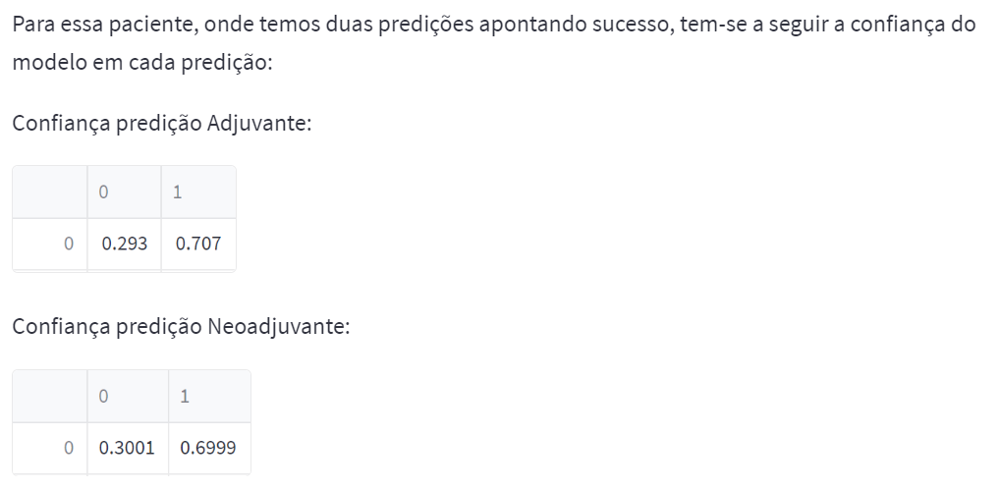 Para essa paciente, onde temos duas predições apontando sucesso, tem-se a seguir a confiança do
modelo em cada predição:
Confiança predição Adjuvante:
0 1
0 0.293 0.707
Confiança predição Neoadjuvante:
0 1
0 0.3001 0.6999